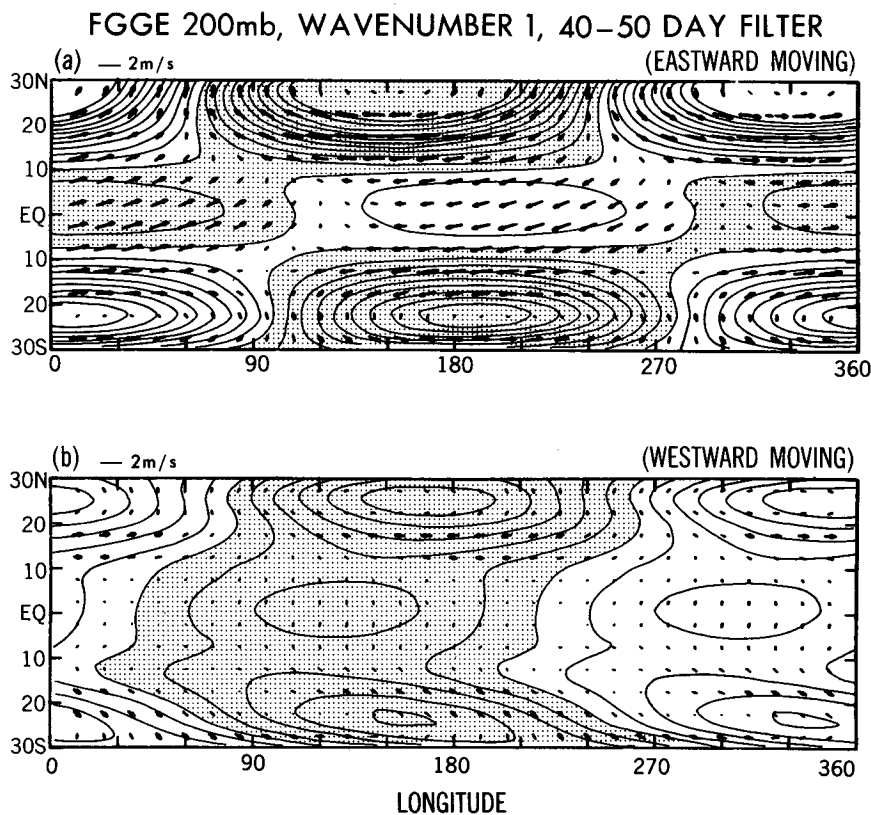 FGGE 200mb, WAVENUMBER 1, 40–50 DAY FILTER
(a) — 2m/s (EASTWARD MOVING)
30N
20
10
EQ
10
20
30S
0 90 180 270 360
(b) — 2m/s (WESTWARD MOVING)
30N
20
10
EQ
10
20
30S
0 90 180 270 360
LONGITUDE